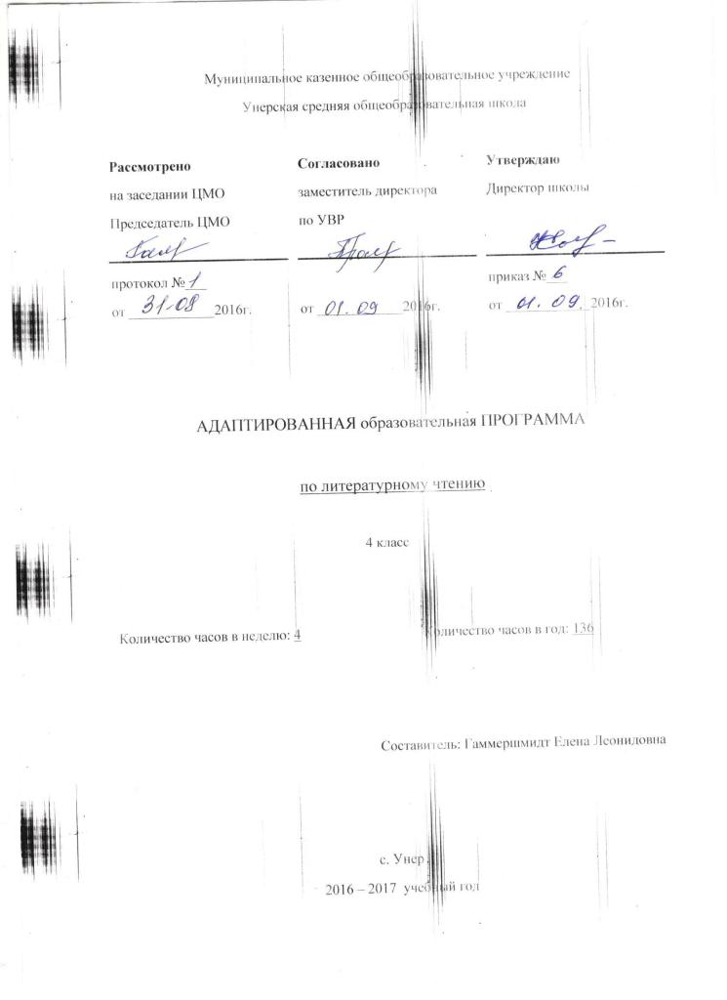 Муниципальное казенное общеобразовательное учреждение
Унерская средняя общеобразовательная школа
Рассмотрено
на заседании ЦМО
Председатель ЦМО
протокол № 1
от 31-08 2016г.
Согласовано
заместитель директора
по УВР
от 01.09 2016г.
Утверждаю
Директор школы
приказ № 6
от 01.09. 2016г.
АДАПТИРОВАННАЯ образовательная ПРОГРАММА
по литературному чтению
4 класс
Количество часов в неделю: 4 Количество часов в год: 136
Составитель: Гаммершмидт Елена Леонидовна
с. Унер
2016 – 2017 учебный год